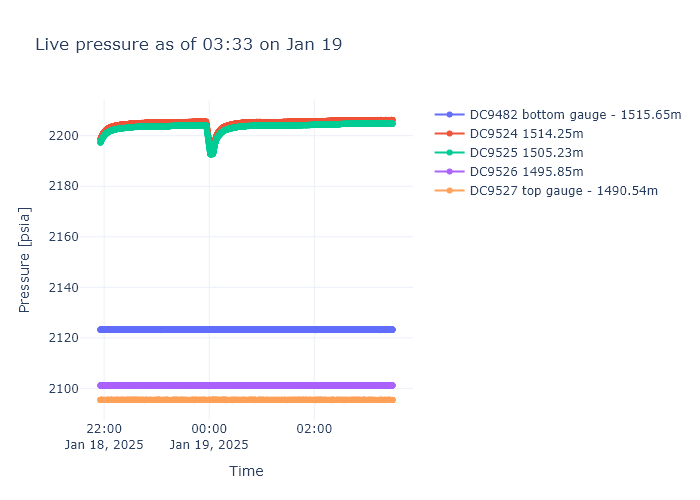 Live pressure as of 03:33 on Jan 19
DC9482 bottom gauge - 1515.65m
DC9524 1514.25m
DC9525 1505.23m
DC9526 1495.85m
DC9527 top gauge - 1490.54m
Pressure [psia]
2200
2180
2160
2140
2120
2100
22:00 00:00 02:00
Jan 18, 2025 Jan 19, 2025
Time